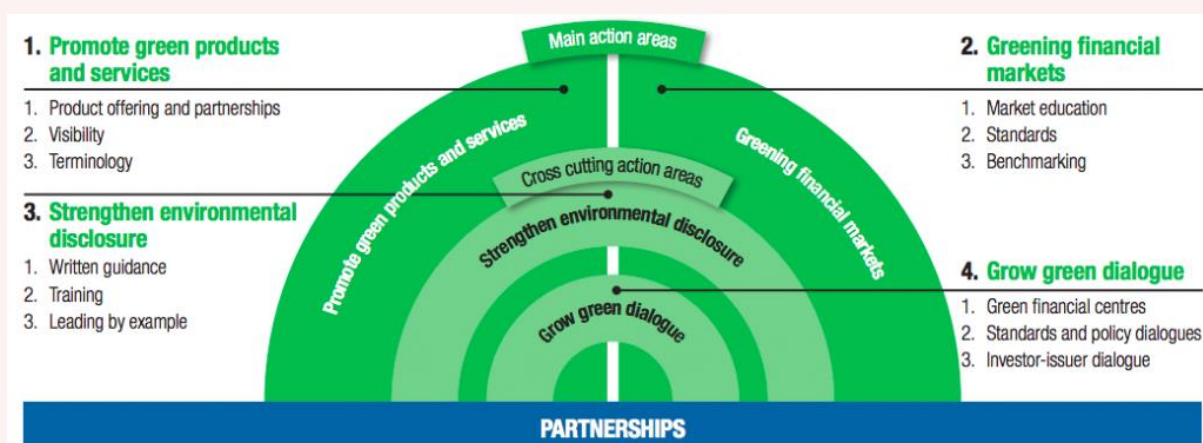 Main action areas
1. Promote green products
and services
1. Product offering and partnerships
2. Visibility
3. Terminology
2. Greening financial
markets
1. Market education
2. Standards
3. Benchmarking
Promote green products and services
Greening financial markets
Cross cutting action areas
Strengthen environmental disclosure
Grow green dialogue
3. Strengthen environmental
disclosure
1. Written guidance
2. Training
3. Leading by example
4. Grow green dialogue
1. Green financial centres
2. Standards and policy dialogues
3. Investor-issuer dialogue
PARTNERSHIPS